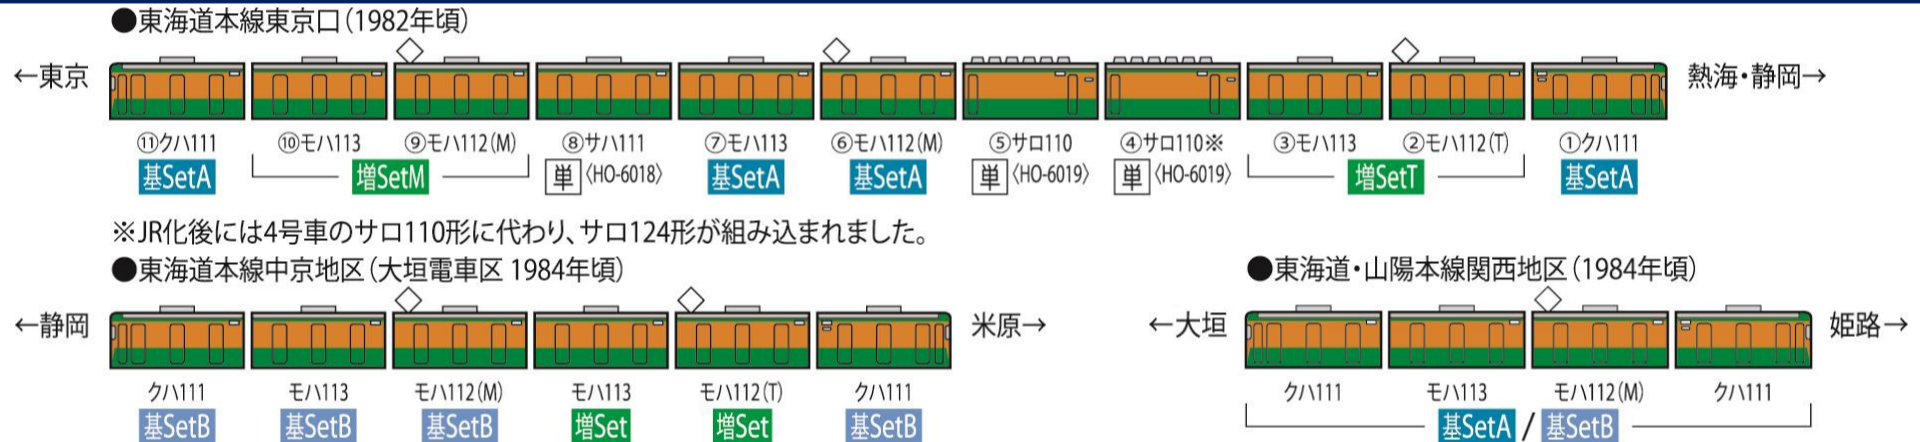 ●東海道本線東京口（1982年頃）
←東京
熱海・静岡→
⑪クハ111 ⑩モハ113 ⑨モハ112(M) ⑧サハ111 ⑦モハ113 ⑥モハ112(M) ⑤サロ110 ④サロ110※ ③モハ113 ②モハ112(T) ①クハ111
基SetA 増SetM 単〈HO-6018〉 基SetA 基SetA 単〈HO-6019〉 単〈HO-6019〉 増SetT 基SetA
※JR化後には4号車のサロ110形に代わり、サロ124形が組み込まれました。
●東海道本線中京地区（大垣電車区 1984年頃）
←静岡
米原→
クハ111 モハ113 モハ112(M) モハ113 モハ112(T) クハ111
基SetB 基SetB 基SetB 増Set 増Set 基SetB
●東海道・山陽本線関西地区（1984年頃）
←大垣
姫路→
クハ111 モハ113 モハ112(M) クハ111
基SetA / 基SetB